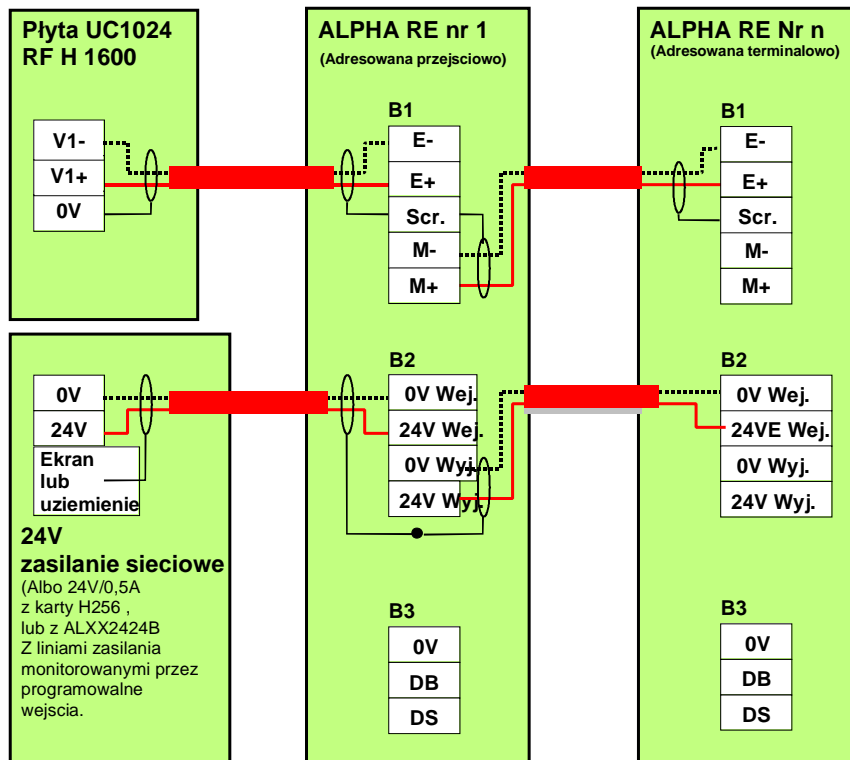 Płyta UC1024
RF H 1600
V1-
V1+
0V
0V
24V
Ekran
lub
uziemienie
24V
zasilanie sieciowe
(Albo 24V/0,5A
z karty H256 ,
lub z ALXX2424B
Z liniami zasilania
monitorowanymi przez
programowalne
wejscia.
ALPHA RE nr 1
(Adresowana przejsciowo)
B1
E-
E+
Scr.
M-
M+
B2
0V Wej.
24V Wej.
0V Wyj.
24V Wyj.
B3
0V
DB
DS
ALPHA RE Nr n
(Adresowana terminalowo)
B1
E-
E+
Scr.
M-
M+
B2
0V Wej.
24VE Wej.
0V Wyj.
24V Wyj.
B3
0V
DB
DS